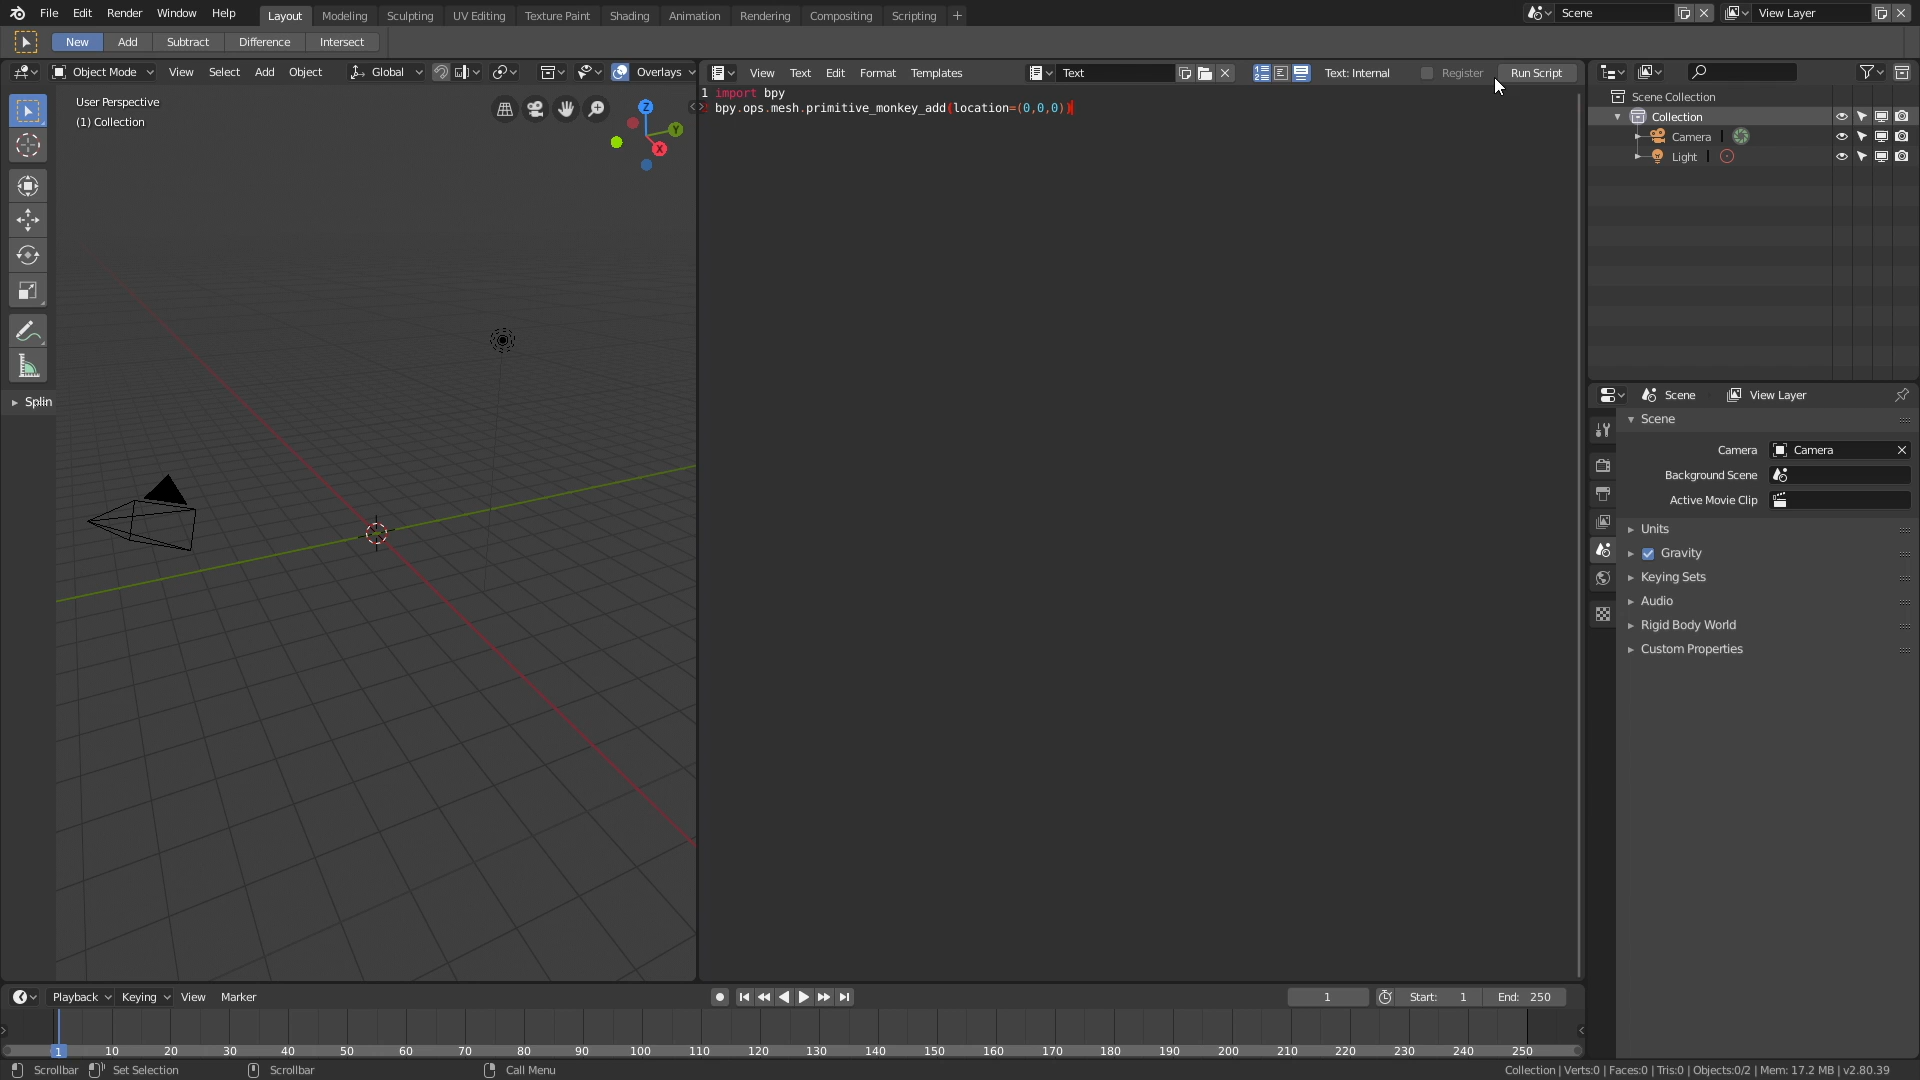 File Edit Render Window Help Layout Modeling Sculpting UV Editing Texture Paint Shading Animation Rendering Compositing Scripting + Scene View Layer
New Add Subtract Difference Intersect
Object Mode View Select Add Object Global Overlays View Text Edit Format Templates Text Text: Internal Register Run Script
User Perspective
(1) Collection
Z
Y
X
Splin
1 import bpy
bpy.ops.mesh.primitive_monkey_add(location=(0,0,0))
Scene Collection
Collection
Camera
Light
Scene View Layer
Scene
Camera Camera
Background Scene
Active Movie Clip
Units
Gravity
Keying Sets
Audio
Rigid Body World
Custom Properties
Playback Keying View Marker 1 Start: 1 End: 250
1 10 20 30 40 50 60 70 80 90 100 110 120 130 140 150 160 170 180 190 200 210 220 230 240 250
Scrollbar Set Selection Scrollbar Call Menu Collection | Verts:0 | Faces:0 | Tris:0 | Objects:0/2 | Mem: 17.2 MB | v2.80.39